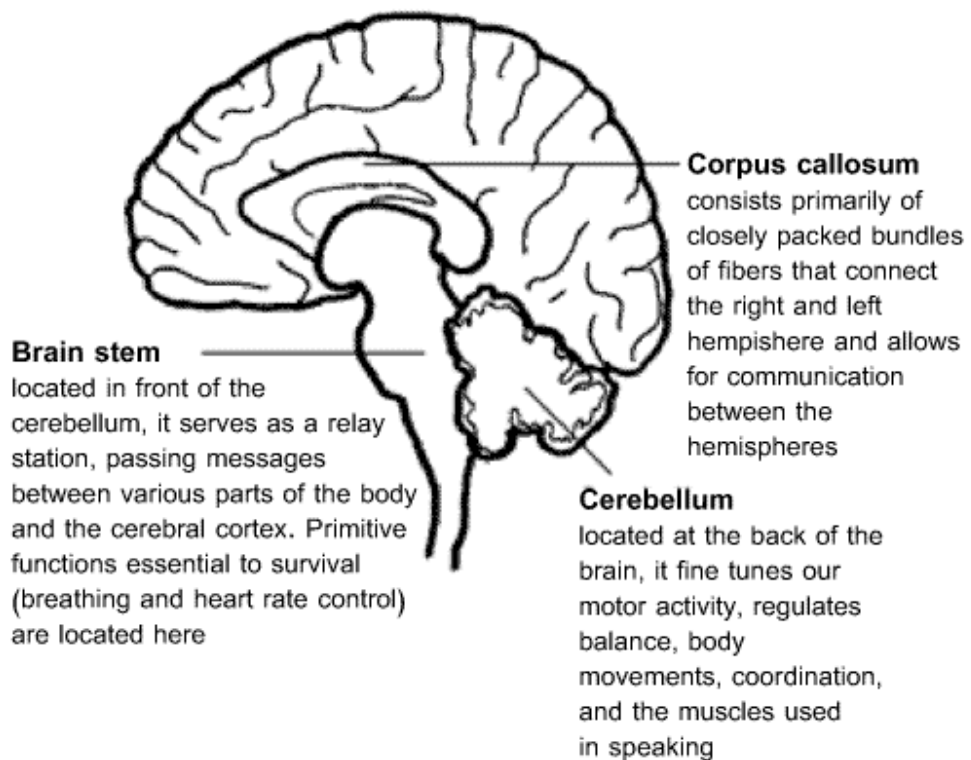 Corpus callosum
consists primarily of
closely packed bundles
of fibers that connect
the right and left
hempishere and allows
for communication
between the
hemispheres
Brain stem
located in front of the
cerebellum, it serves as a relay
station, passing messages
between various parts of the body
and the cerebral cortex. Primitive
functions essential to survival
(breathing and heart rate control)
are located here
Cerebellum
located at the back of the
brain, it fine tunes our
motor activity, regulates
balance, body
movements, coordination,
and the muscles used
in speaking